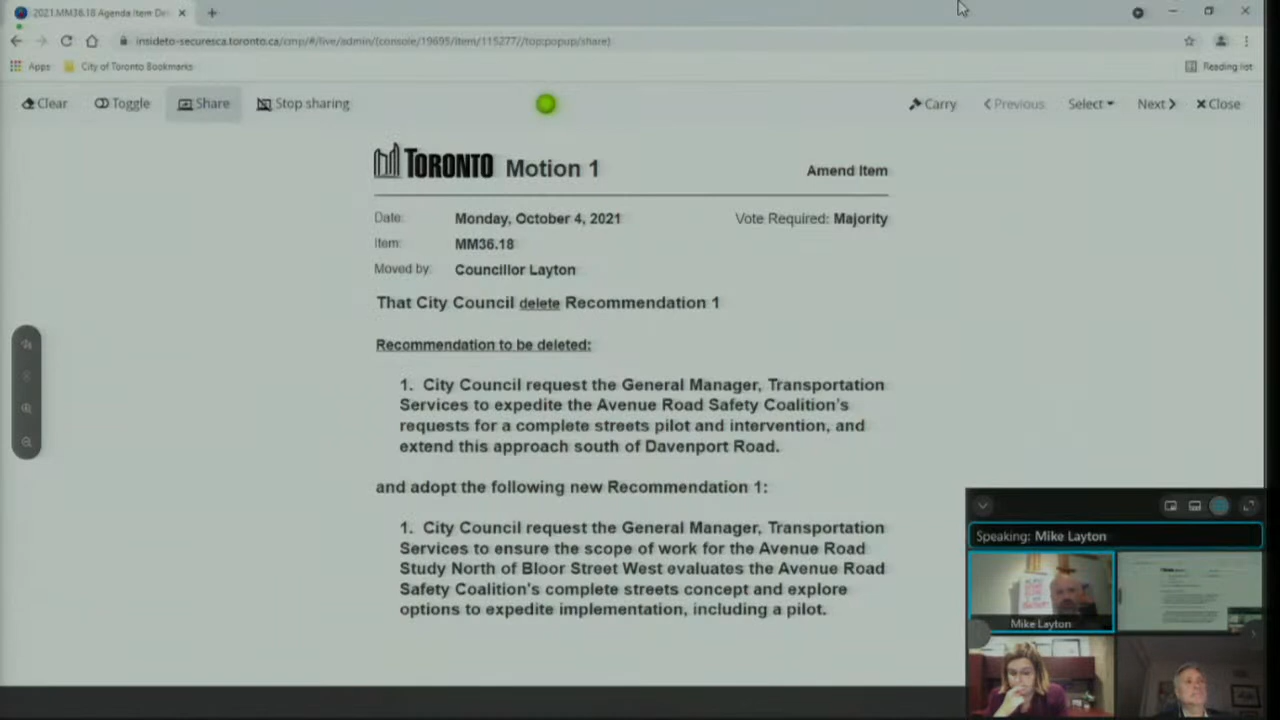 2021.MM36.18 Agenda Item De
insideto-securesca.toronto.ca/cmp/#/live/admin/(console/19695/item/115277//top:popup/share)
Apps City of Toronto Bookmarks Reading list
Clear Toggle Share Stop sharing Carry Previous Select Next Close
TORONTO Motion 1 Amend Item
Date: Monday, October 4, 2021 Vote Required: Majority
Item: MM36.18
Moved by: Councillor Layton
That City Council delete Recommendation 1
Recommendation to be deleted:
1. City Council request the General Manager, Transportation
Services to expedite the Avenue Road Safety Coalition's
requests for a complete streets pilot and intervention, and
extend this approach south of Davenport Road.
and adopt the following new Recommendation 1:
1. City Council request the General Manager, Transportation
Services to ensure the scope of work for the Avenue Road
Study North of Bloor Street West evaluates the Avenue Road
Safety Coalition's complete streets concept and explore
options to expedite implementation, including a pilot.
Speaking: Mike Layton
Mike Layton